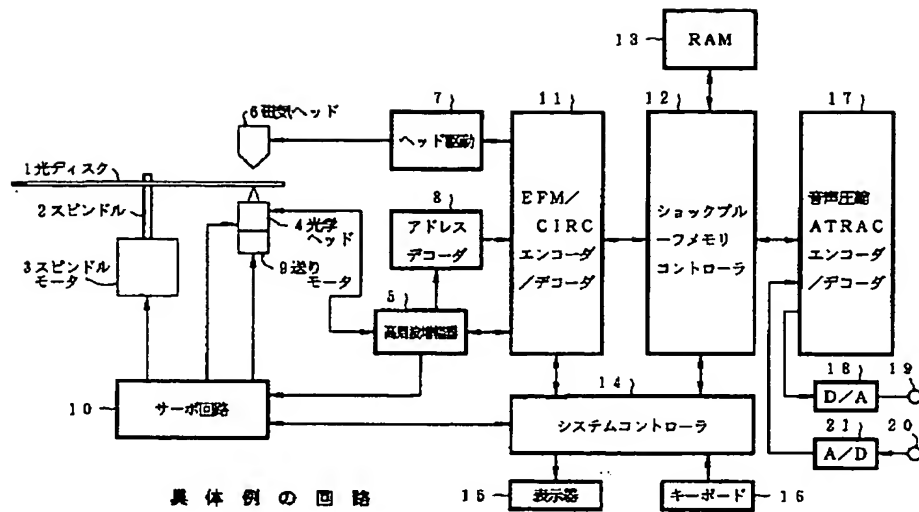 13
RAM
6磁気ヘッド
7
ヘッド駆動
11
EFM/
CIRC
エンコーダ
/デコーダ
12
ショックプル
ーフメモリ
コントローラ
17
音声圧縮
ATRAC
エンコーダ
/デコーダ
1光ディスク
2スピンドル
3スピンドル
モータ
4光学
ヘッド
9送り
モータ
8
アドレス
デコーダ
5
高周波増幅器
10
サーボ回路
14
システムコントローラ
18
D/A
19
21
A/D
20
15
表示器
キーボード
16
具体例の回路